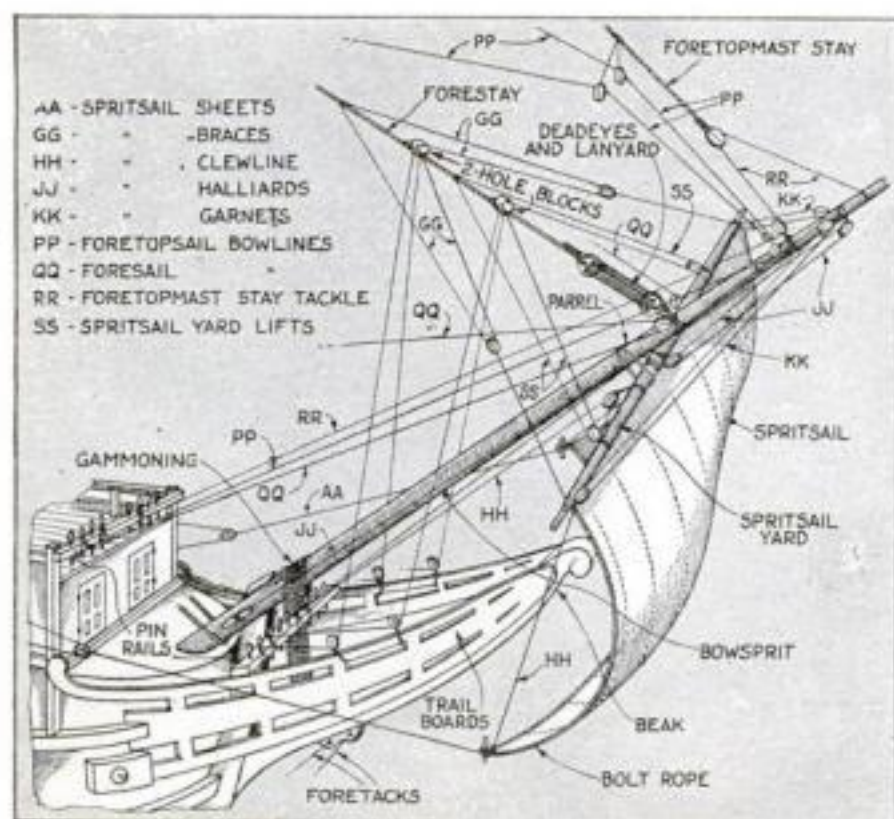 AA - SPRITSAIL SHEETS
GG - " " BRACES
HH - " . CLEWLINE
JJ - " HALLIARDS
KK - " GARNETS
PP - FORETOPSAIL BOWLINES
QQ - FORESAIL "
RR - FORETOPMAST STAY TACKLE
SS - SPRITSAIL YARD LIFTS
PP
FORETOPMAST STAY
FORESTAY
GG
PP
DEADEYES
AND LANYARD
2-HOLE BLOCKS
SS
RR
KK
GG
QQ
PARREL
JJ
QQ
KK
SS
RR
SPRITSAIL
PP
GAMMONING
QQ
AA
HH
SPRITSAIL
YARD
JJ
PIN
RAILS
BOWSPRIT
HH
TRAIL
BOARDS
BEAK
BOLT ROPE
FORETACKS